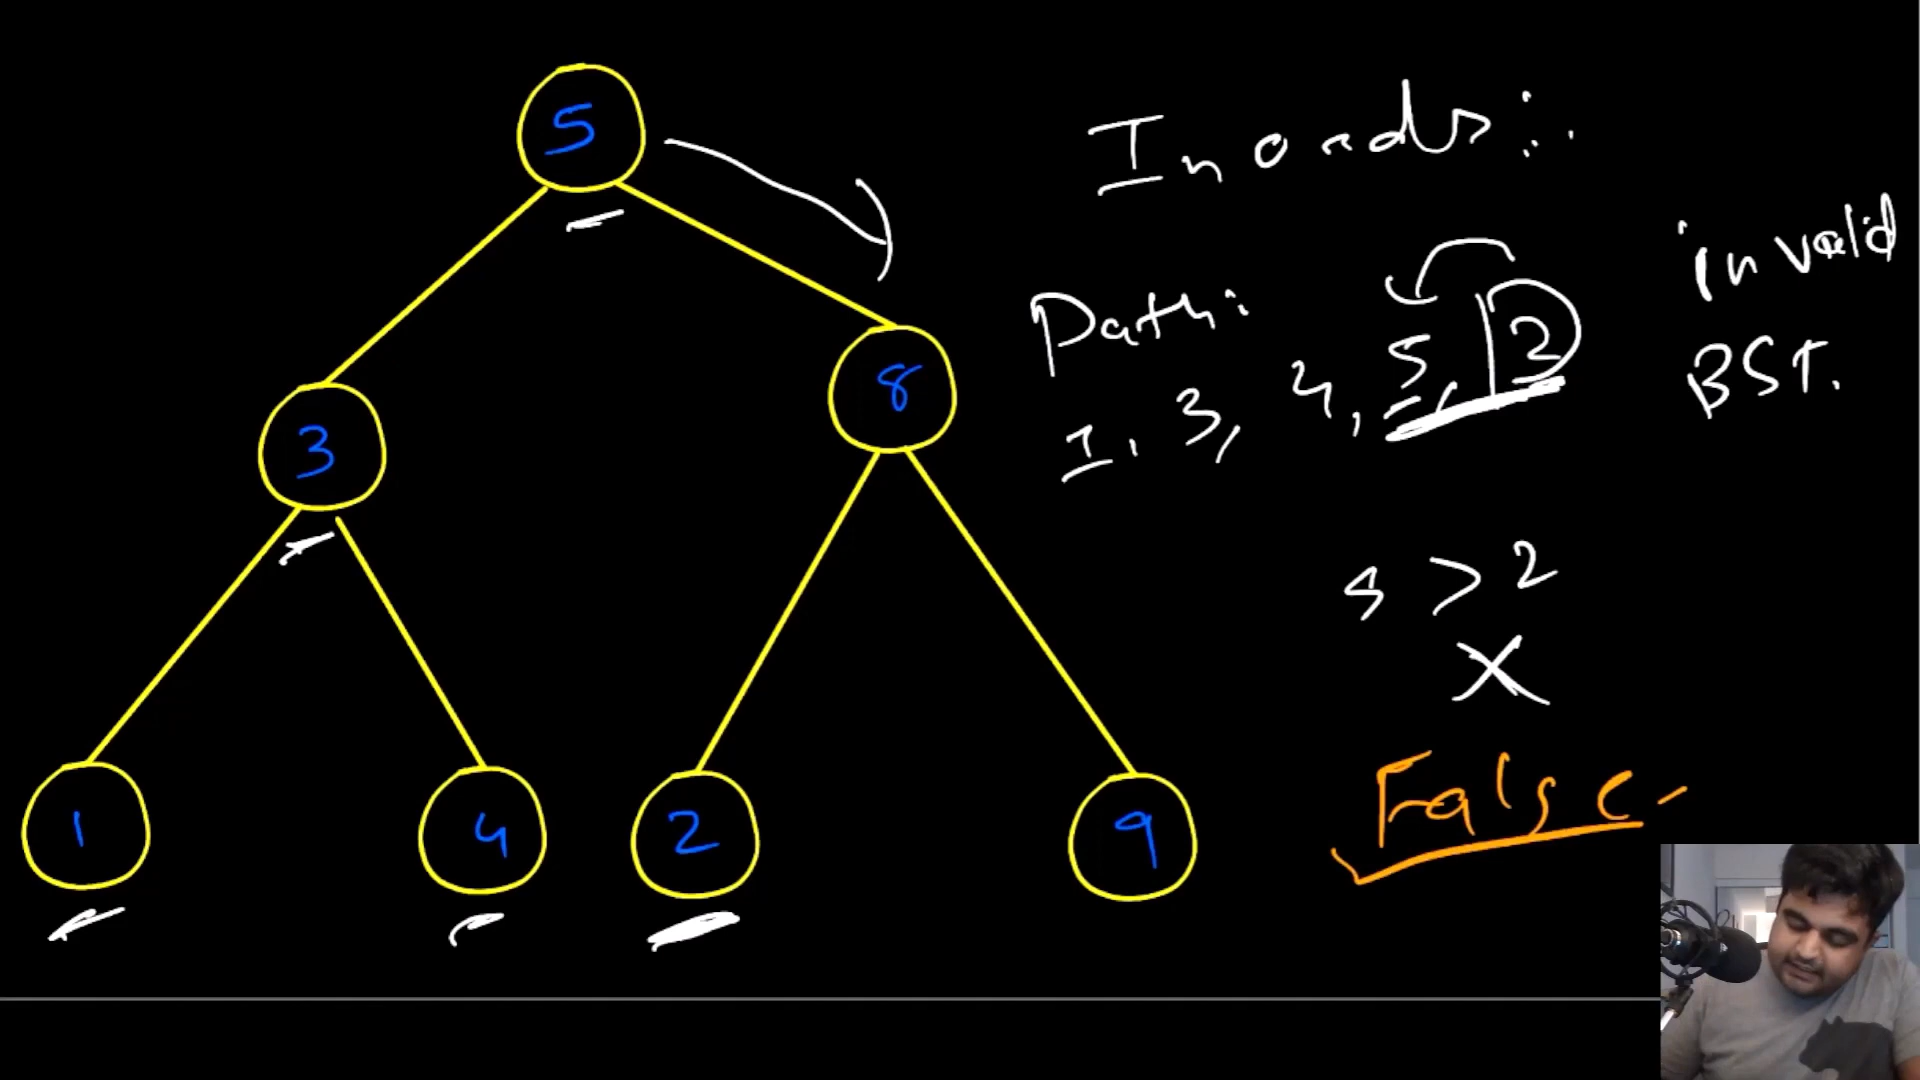 5
3
8
1
4
2
9
Inorder:
Path:
1, 3, 4, 5, 2
invalid
BST.
5 > 2
X
False